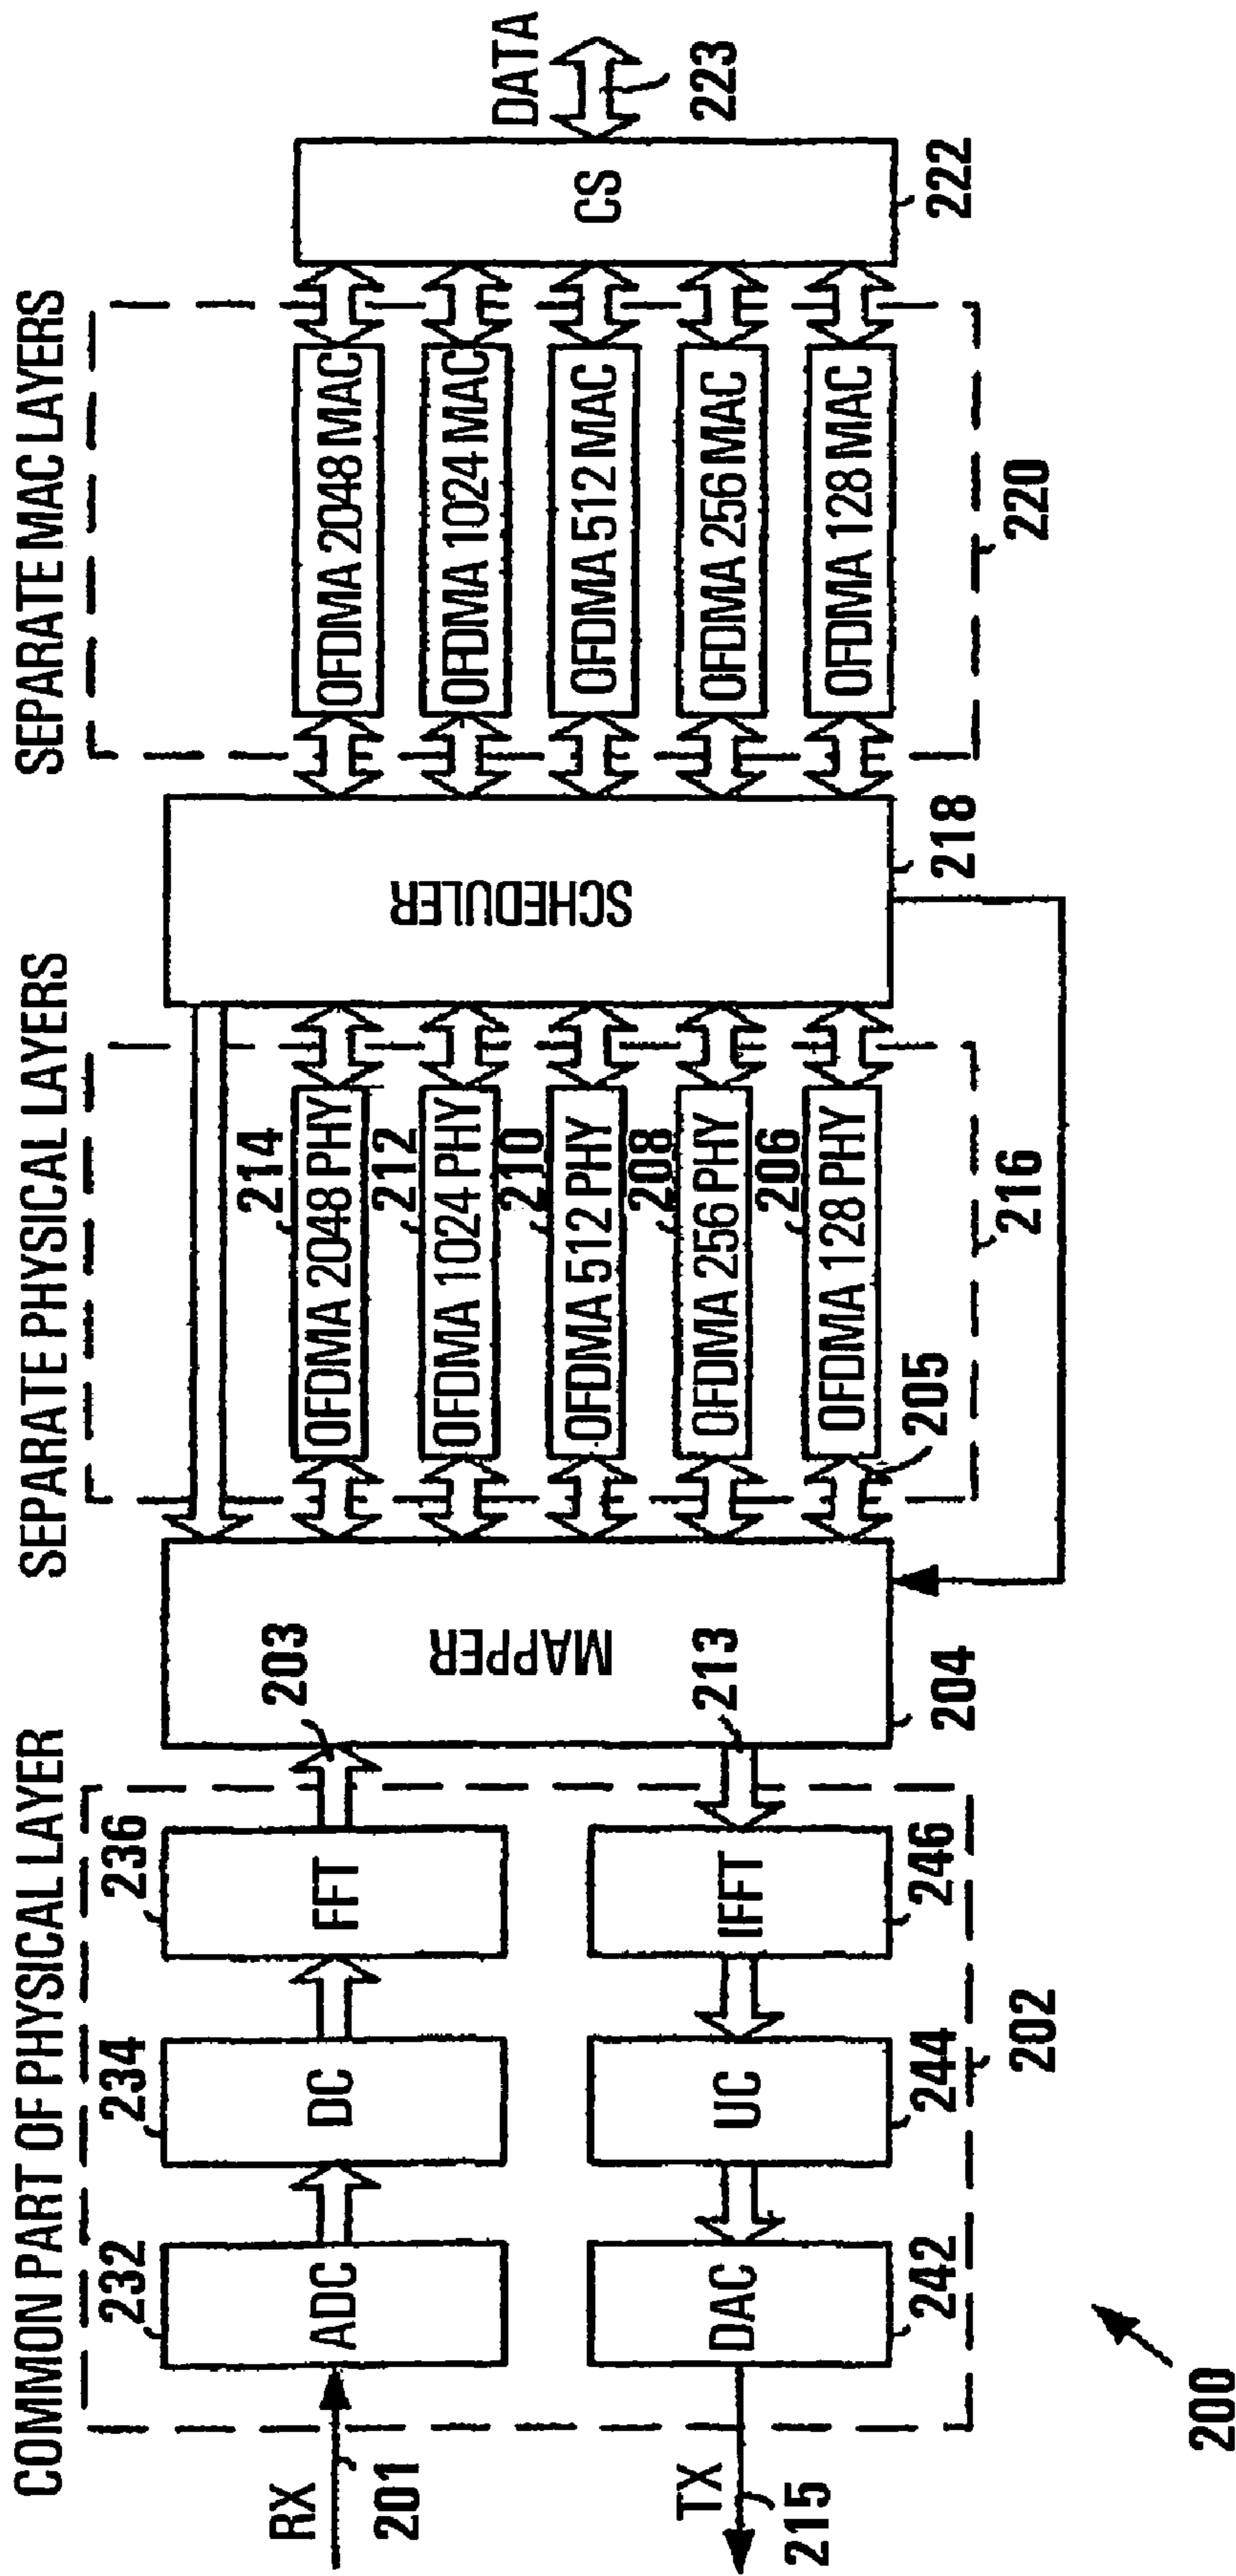 COMMON PART OF PHYSICAL LAYER
SEPARATE PHYSICAL LAYERS
SEPARATE MAC LAYERS
RX
201
232
ADC
234
DC
236
FFT
203
TX
215
DAC
242
UC
244
IFFT
246
213
202
MAPPER
204
214
OFDMA 2048 PHY
212
OFDMA 1024 PHY
210
OFDMA 512 PHY
208
OFDMA 256 PHY
206
OFDMA 128 PHY
205
216
SCHEDULER
218
OFDMA 2048 MAC
OFDMA 1024 MAC
OFDMA 512 MAC
OFDMA 256 MAC
OFDMA 128 MAC
220
CS
222
DATA
223
200